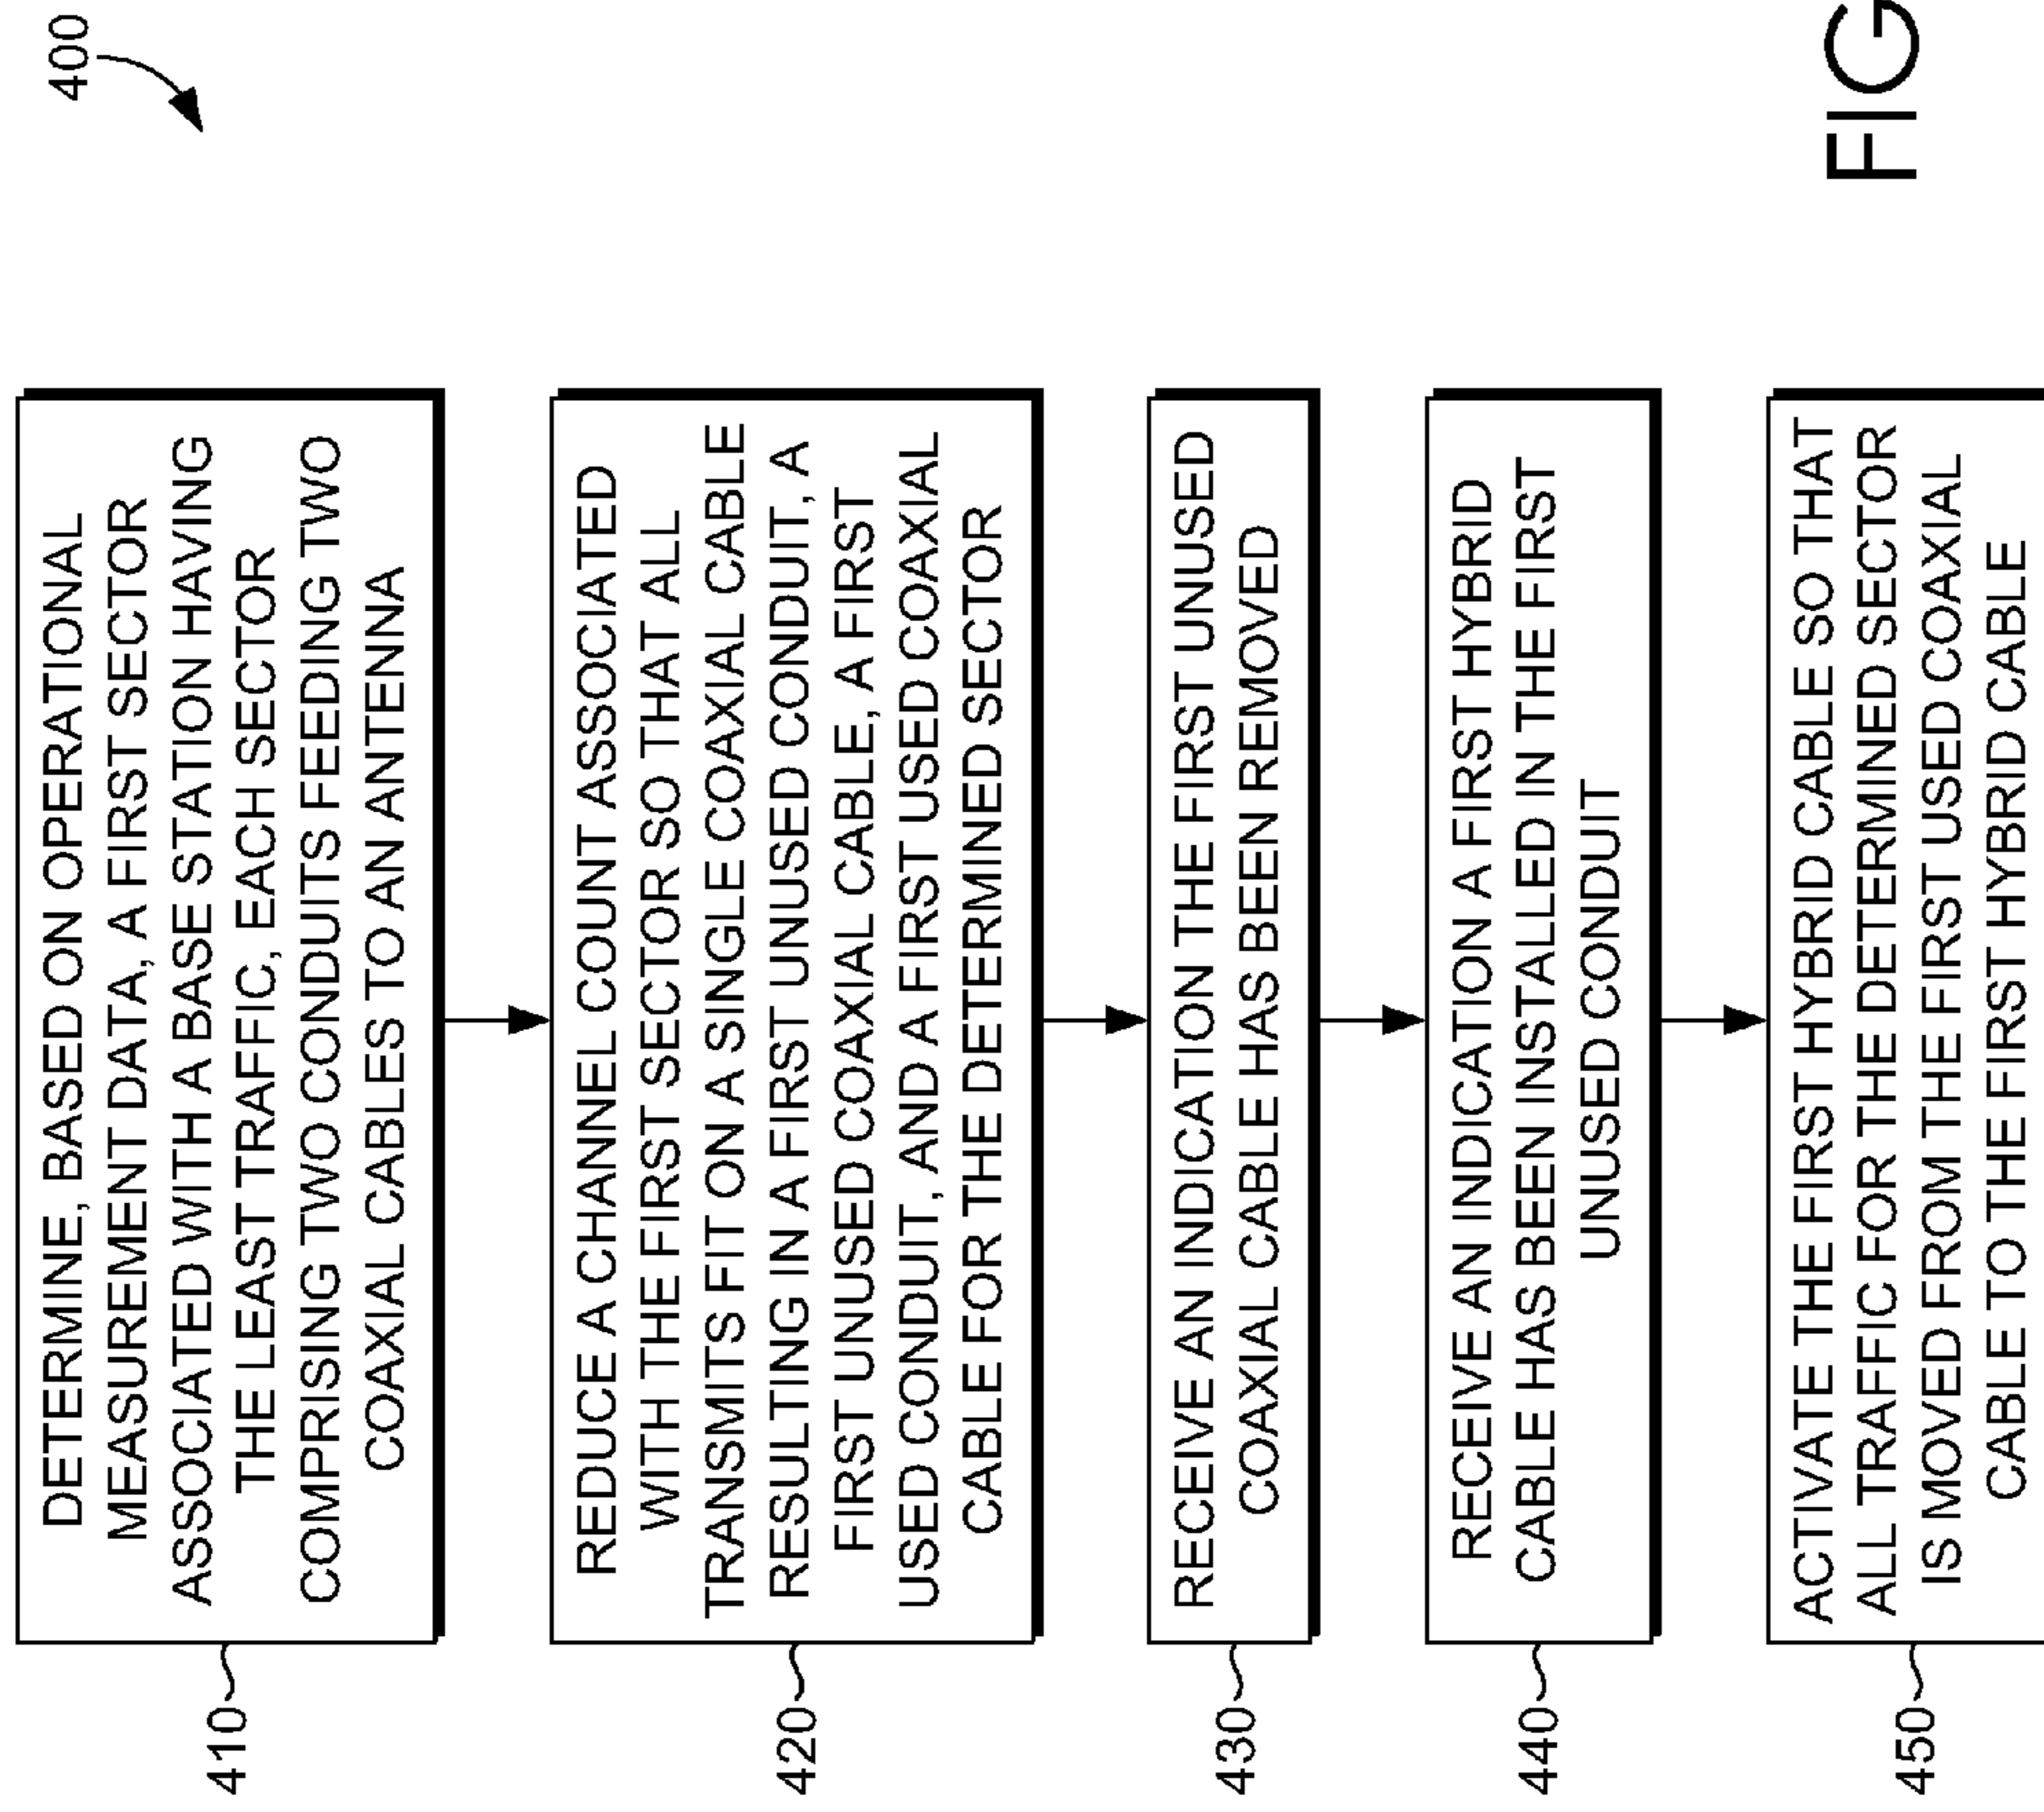 400
410
DETERMINE, BASED ON OPERATIONAL
MEASUREMENT DATA, A FIRST SECTOR
ASSOCIATED WITH A BASE STATION HAVING
THE LEAST TRAFFIC, EACH SECTOR
COMPRISING TWO CONDUITS FEEDING TWO
COAXIAL CABLES TO AN ANTENNA
420
REDUCE A CHANNEL COUNT ASSOCIATED
WITH THE FIRST SECTOR SO THAT ALL
TRANSMITS FIT ON A SINGLE COAXIAL CABLE
RESULTING IN A FIRST UNUSED CONDUIT, A
FIRST UNUSED COAXIAL CABLE, A FIRST
USED CONDUIT, AND A FIRST USED COAXIAL
CABLE FOR THE DETERMINED SECTOR
430
RECEIVE AN INDICATION THE FIRST UNUSED
COAXIAL CABLE HAS BEEN REMOVED
440
RECEIVE AN INDICATION A FIRST HYBRID
CABLE HAS BEEN INSTALLED IN THE FIRST
UNUSED CONDUIT
450
ACTIVATE THE FIRST HYBRID CABLE SO THAT
ALL TRAFFIC FOR THE DETERMINED SECTOR
IS MOVED FROM THE FIRST USED COAXIAL
CABLE TO THE FIRST HYBRID CABLE
FIG